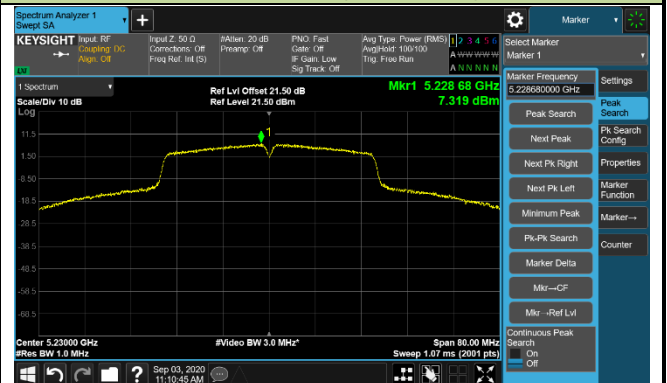 Spectrum Analyzer 1
Swept SA
+
Marker
KEYSIGHT
Input: RF
Coupling: DC
Align: Off
Input Z: 50 Ω
Corrections: Off
Freq Ref: Int (S)
#Atten: 20 dB
Preamp: Off
PNO: Fast
Gate: Off
IF Gain: Low
Sig Track: Off
Avg Type: Power (RMS)
Avg|Hold: 100/100
Trig: Free Run
1 2 3 4 5 6
A W W W W W
A N N N N N
LXI
Select Marker
Marker 1
1 Spectrum
Scale/Div 10 dB
Log
Ref Lvl Offset 21.50 dB
Ref Level 21.50 dBm
Mkr1 5.228 68 GHz
7.319 dBm
11.5
1.50
-8.50
-18.5
-28.5
-38.5
-48.5
-58.5
-68.5
1
Center 5.23000 GHz
#Res BW 1.0 MHz
#Video BW 3.0 MHz*
Span 80.00 MHz
Sweep 1.07 ms (2001 pts)
Marker Frequency
5.228680000 GHz
Peak Search
Next Peak
Next Pk Right
Next Pk Left
Minimum Peak
Pk-Pk Search
Marker Delta
Mkr→CF
Mkr→Ref Lvl
Continuous Peak
Search
On
Off
Settings
Peak
Search
Pk Search
Config
Properties
Marker
Function
Marker→
Counter
?
Sep 03, 2020
11:10:45 AM